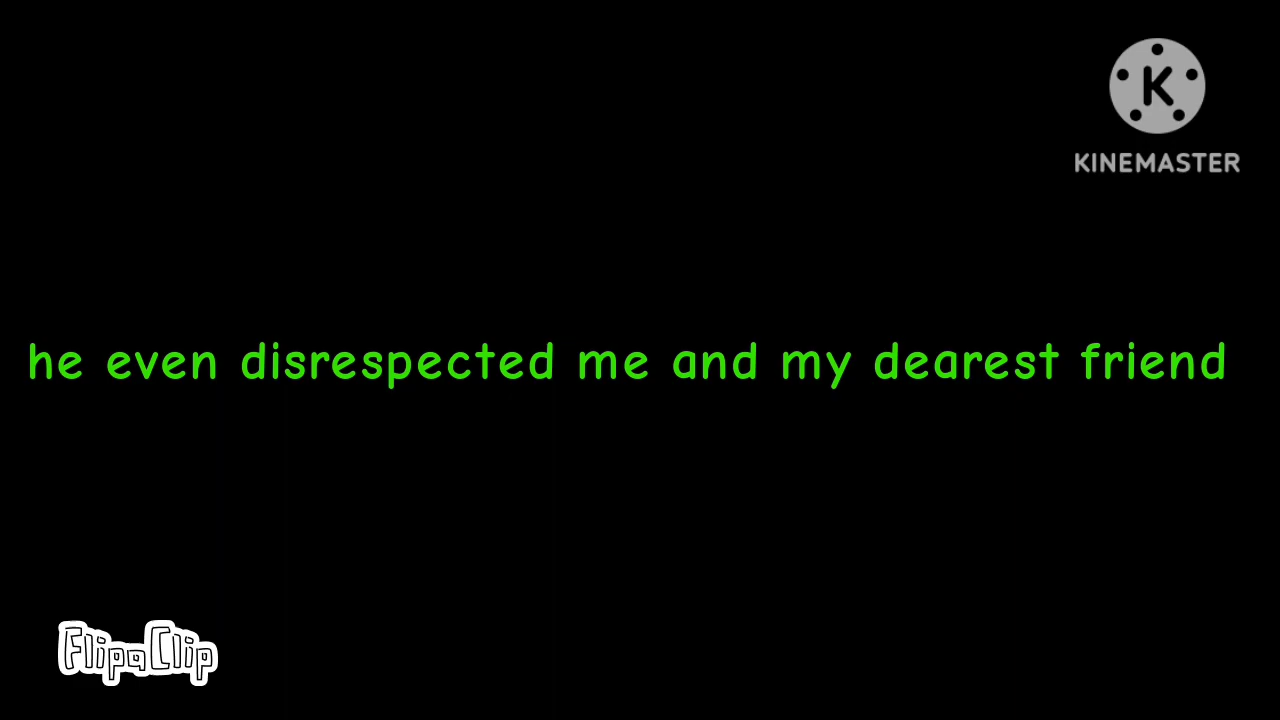 K
KINEMASTER
he even disrespected me and my dearest friend
FlipaClip